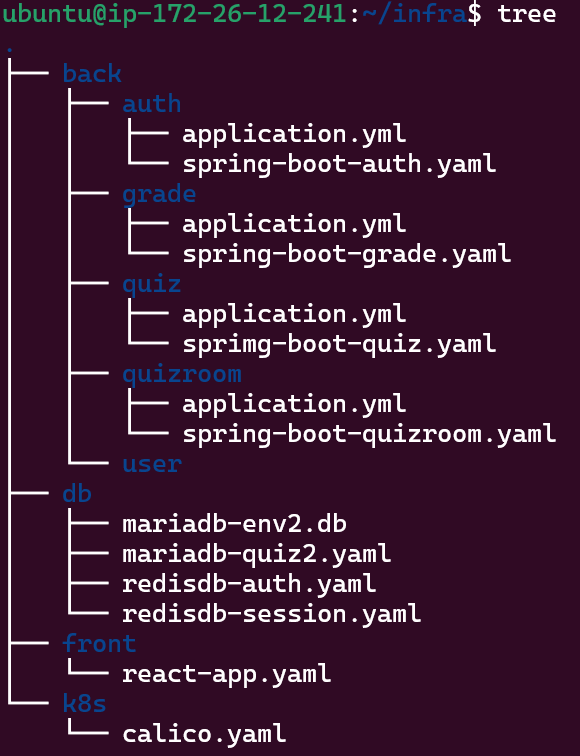 ubuntu@ip-172-26-12-241:~/infra$ tree
.
├── back
│   ├── auth
│   │   ├── application.yml
│   │   └── spring-boot-auth.yaml
│   ├── grade
│   │   ├── application.yml
│   │   └── spring-boot-grade.yaml
│   ├── quiz
│   │   ├── application.yml
│   │   └── sprimg-boot-quiz.yaml
│   ├── quizroom
│   │   ├── application.yml
│   │   └── spring-boot-quizroom.yaml
│   └── user
├── db
│   ├── mariadb-env2.db
│   ├── mariadb-quiz2.yaml
│   ├── redisdb-auth.yaml
│   └── redisdb-session.yaml
├── front
│   └── react-app.yaml
└── k8s
    └── calico.yaml